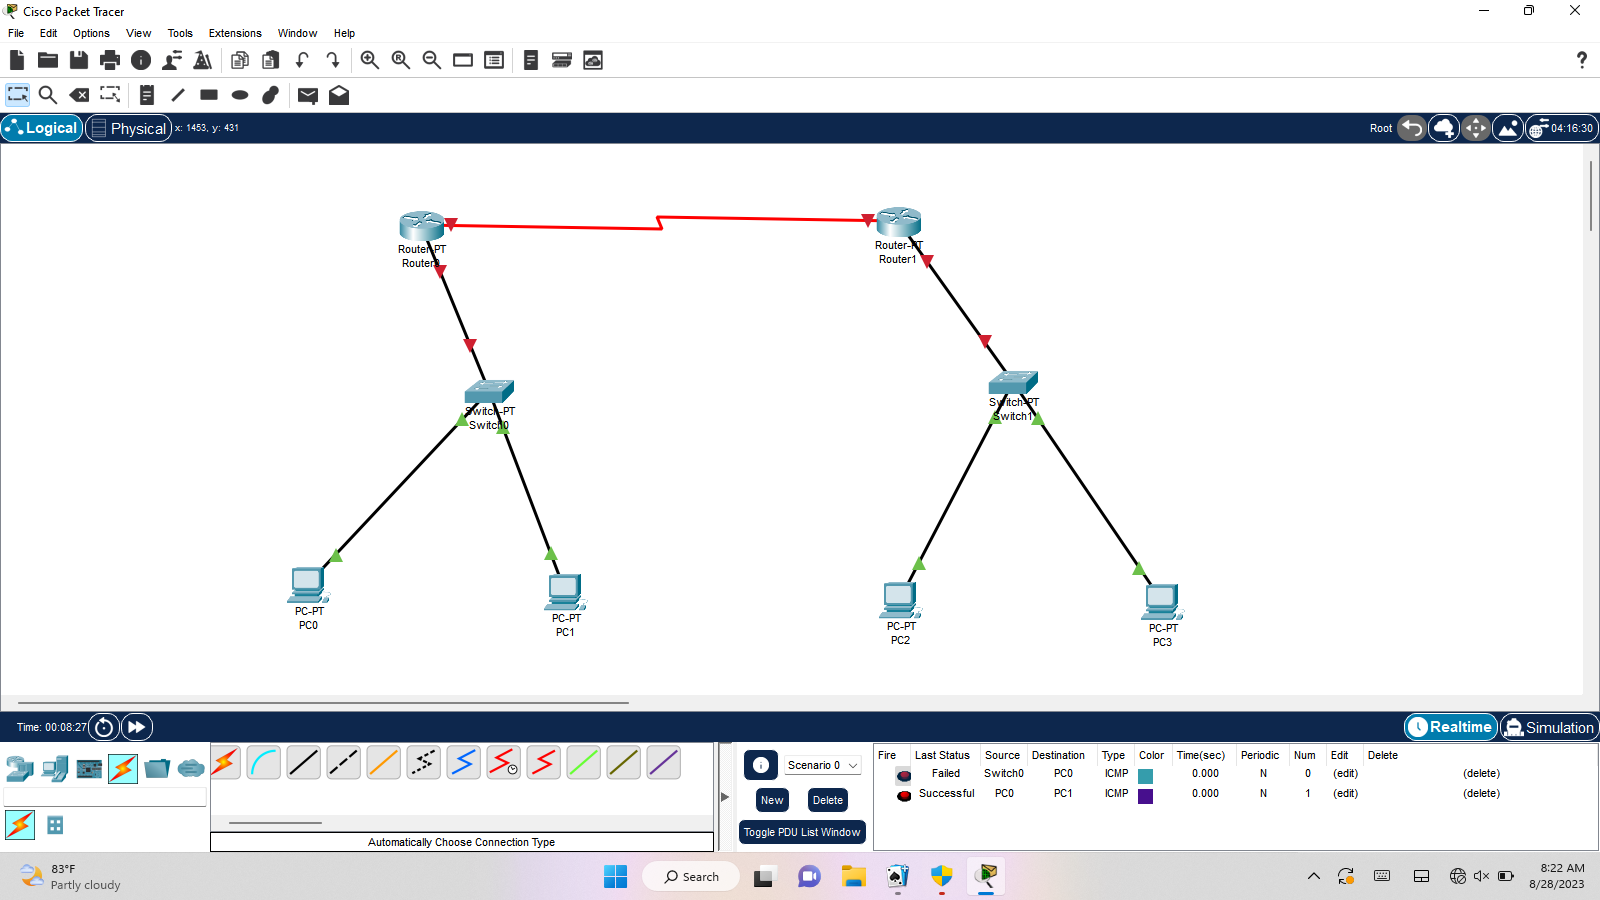 Cisco Packet Tracer
File Edit Options View Tools Extensions Window Help
?
Logical Physical x: 1453, y: 431 Root 04:16:30
Router-PT
Router0
Router-PT
Router1
Switch-PT
Switch0
Switch-PT
Switch1
PC-PT
PC0
PC-PT
PC1
PC-PT
PC2
PC-PT
PC3
Time: 00:08:27 Realtime Simulation
Scenario 0
New Delete
Toggle PDU List Window
Fire Last Status Source Destination Type Color Time(sec) Periodic Num Edit Delete
Failed Switch0 PC0 ICMP 0.000 N 0 (edit) (delete)
Successful PC0 PC1 ICMP 0.000 N 1 (edit) (delete)
Automatically Choose Connection Type
83°F
Partly cloudy
Search
8:22 AM
8/28/2023